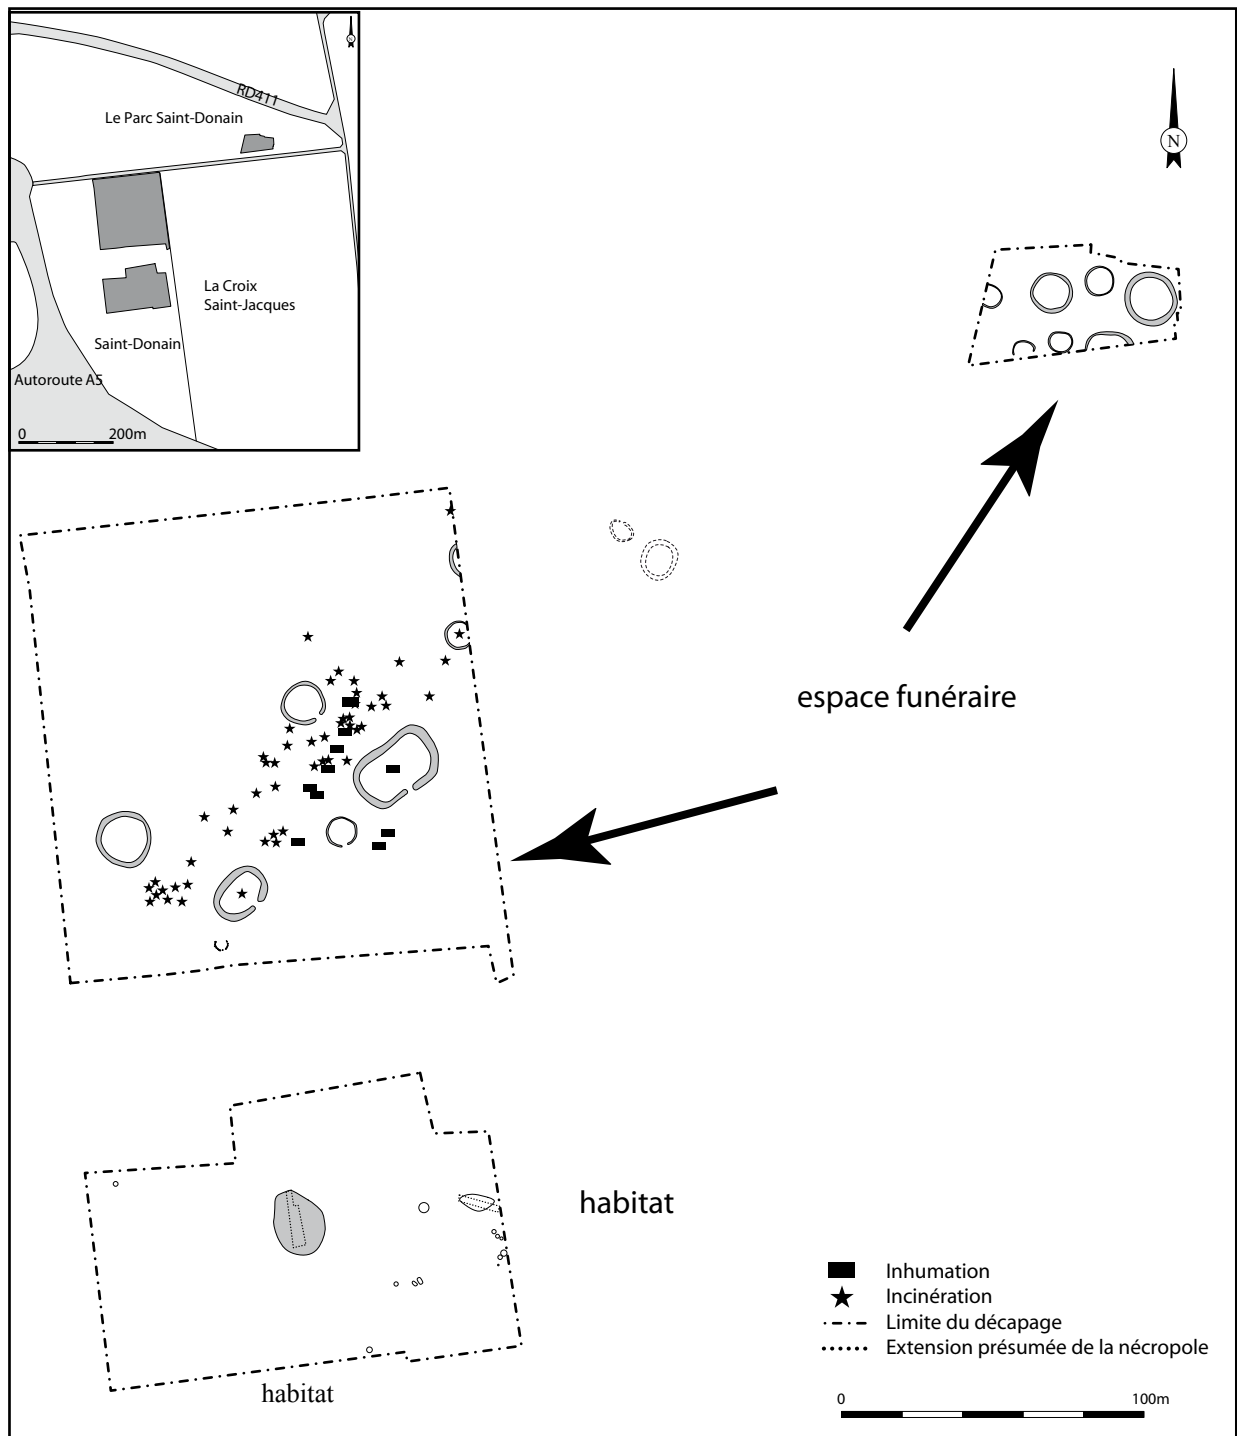 RD411
N
Le Parc Saint-Donain
La Croix
Saint-Jacques
Saint-Donain
Autoroute A5
0 200m
N
espace funéraire
habitat
habitat
Inhumation
Incinération
Limite du décapage
Extension présumée de la nécropole
0 100m